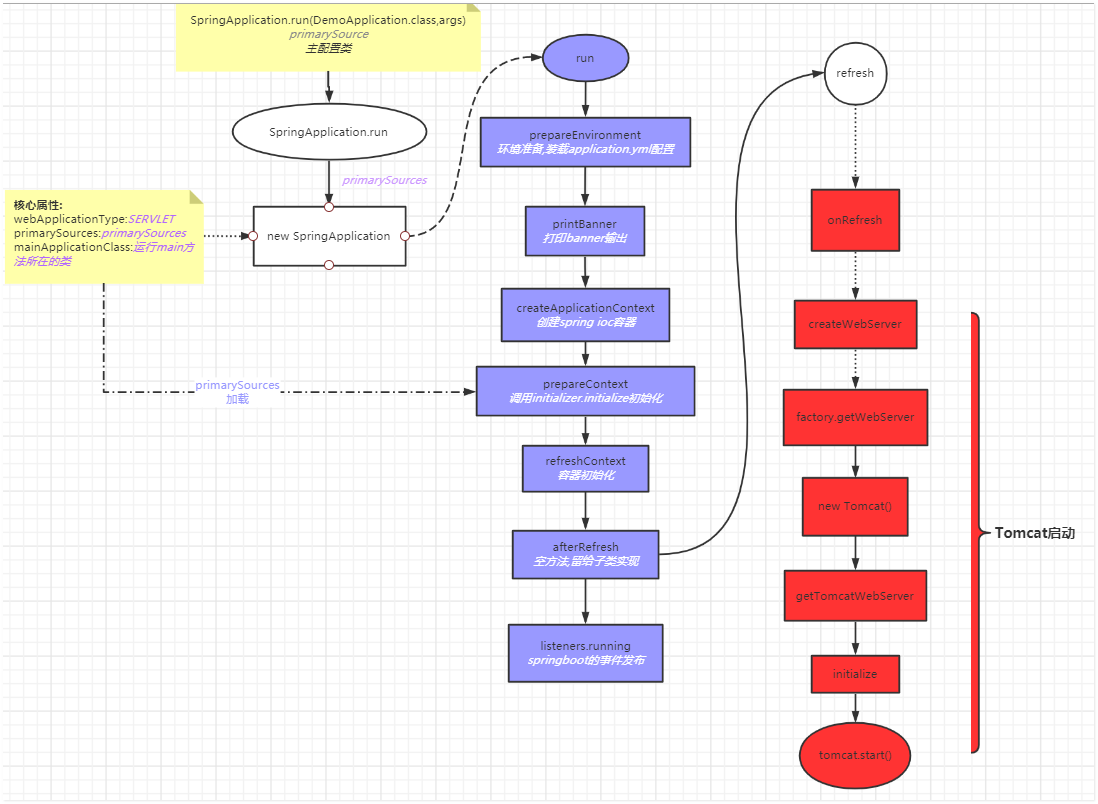 SpringApplication.run(DemoApplication.class,args)
primarySource
主配置类
SpringApplication.run
primarySources
核心属性:
webApplicationType:SERVLET
primarySources:primarySources
mainApplicationClass:运行main方
法所在的类
new SpringApplication
primarySources
加载
run
prepareEnvironment
环境准备,装载application.yml配置
printBanner
打印banner输出
createApplicationContext
创建spring ioc容器
prepareContext
调用initializer.initialize初始化
refreshContext
容器初始化
afterRefresh
空方法,留给子类实现
listeners.running
springboot的事件发布
refresh
onRefresh
createWebServer
factory.getWebServer
new Tomcat()
getTomcatWebServer
initialize
tomcat.start()
Tomcat启动